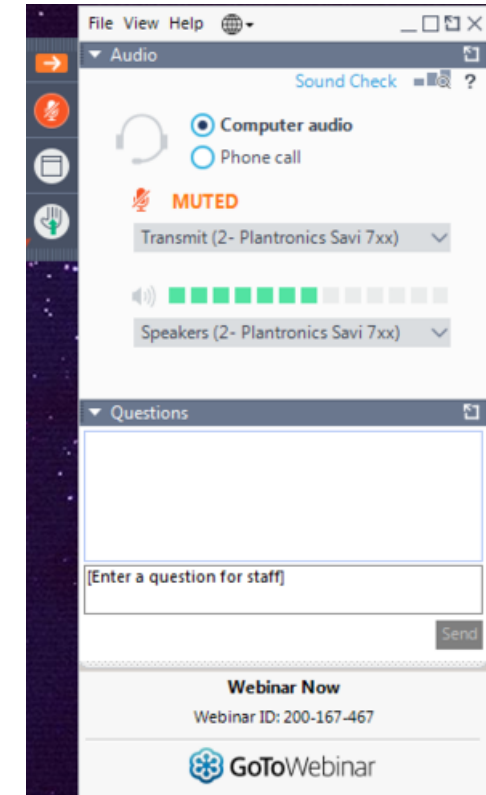 File View Help
Audio
Sound Check ?
Computer audio
Phone call
MUTED
Transmit (2- Plantronics Savi 7xx)
Speakers (2- Plantronics Savi 7xx)
Questions
[Enter a question for staff]
Send
Webinar Now
Webinar ID: 200-167-467
GoToWebinar